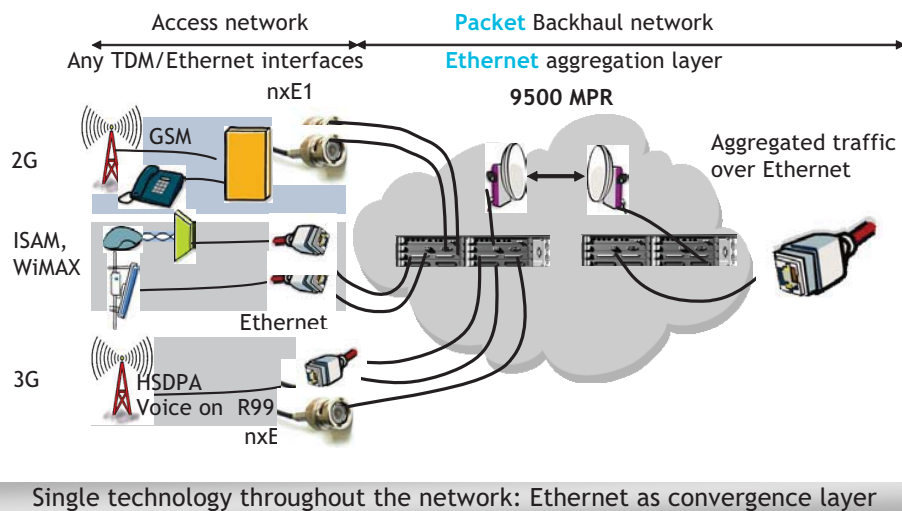 Access network
Packet Backhaul network
Any TDM/Ethernet interfaces
Ethernet aggregation layer
nxE1
9500 MPR
GSM
2G
Aggregated traffic
over Ethernet
ISAM,
WiMAX
Ethernet
3G
HSDPA
Voice on R99
nxE
Single technology throughout the network: Ethernet as convergence layer